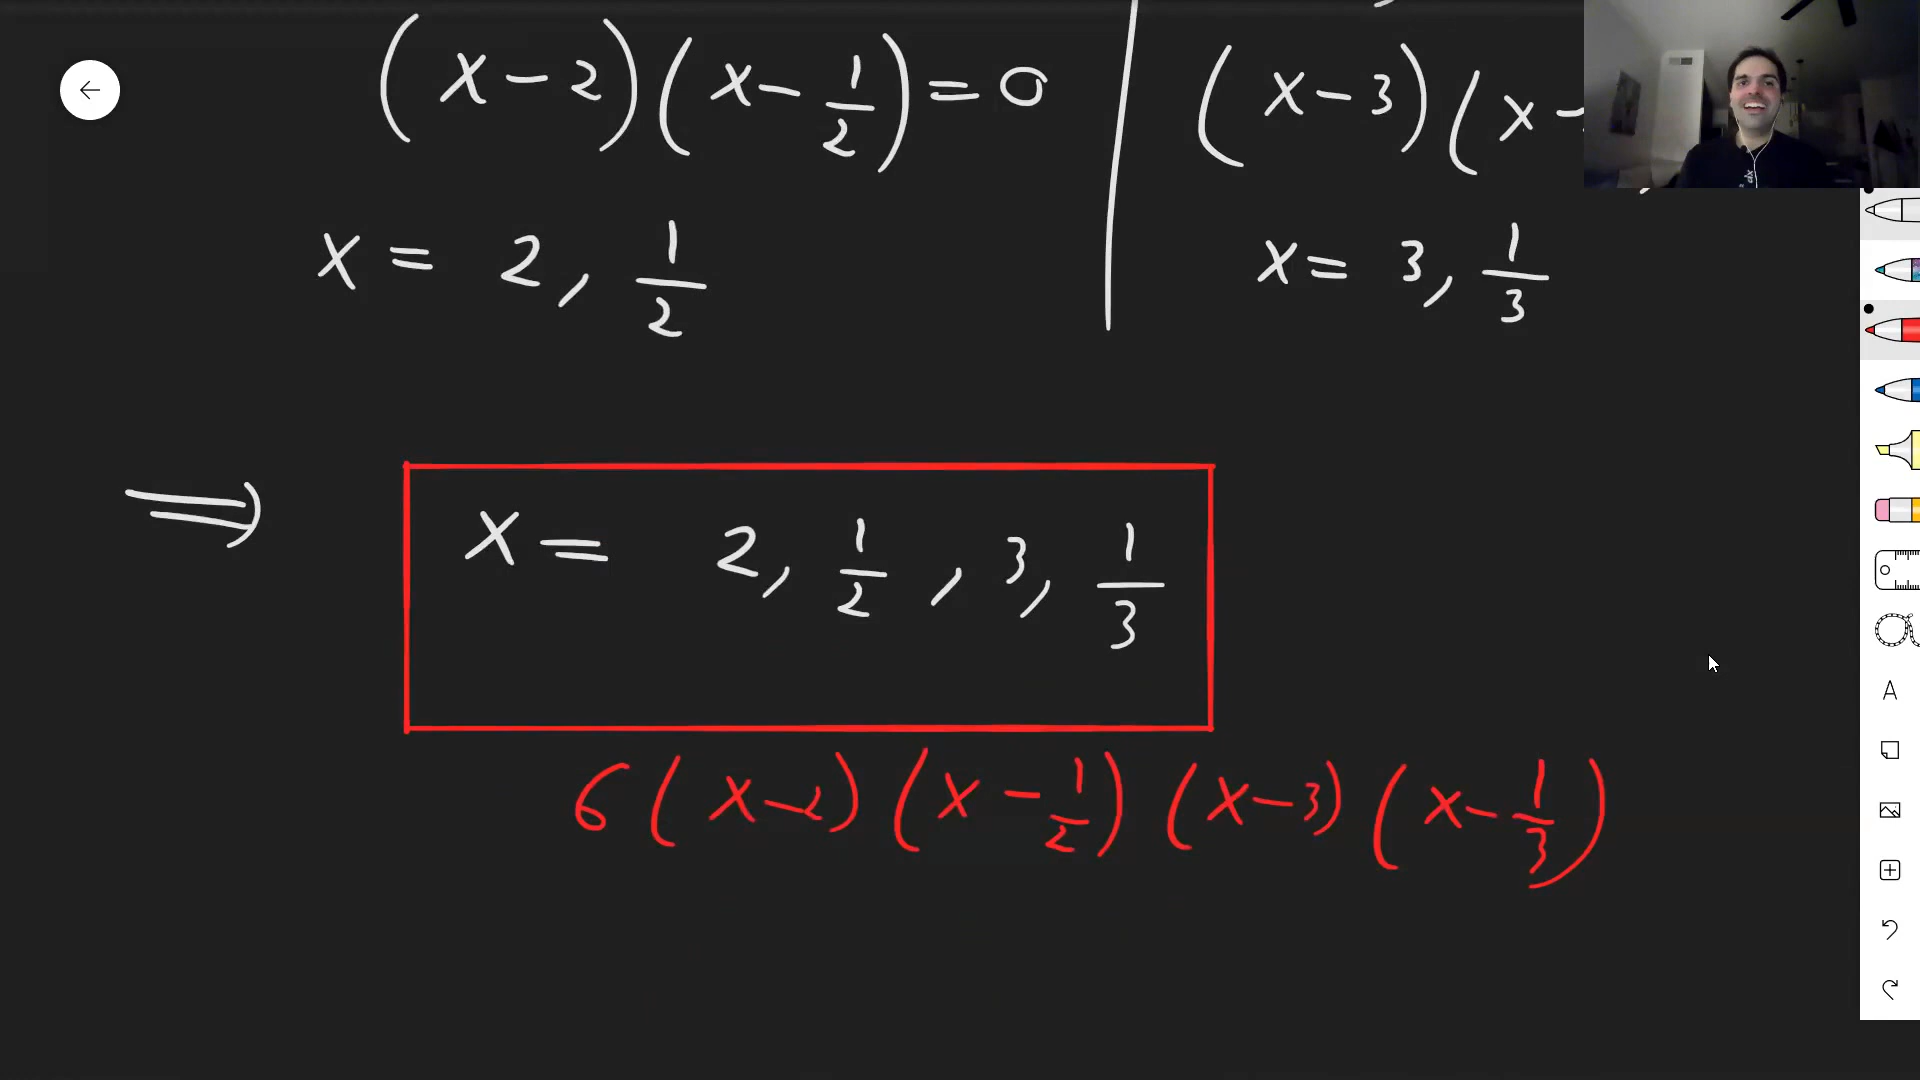 (x-2)(x-1/2)=0
(x-3)(x-
x= 2, 1/2
x= 3, 1/3
⟹ x= 2, 1/2, 3, 1/3
6(x-2)(x-1/2)(x-3)(x-1/3)
A